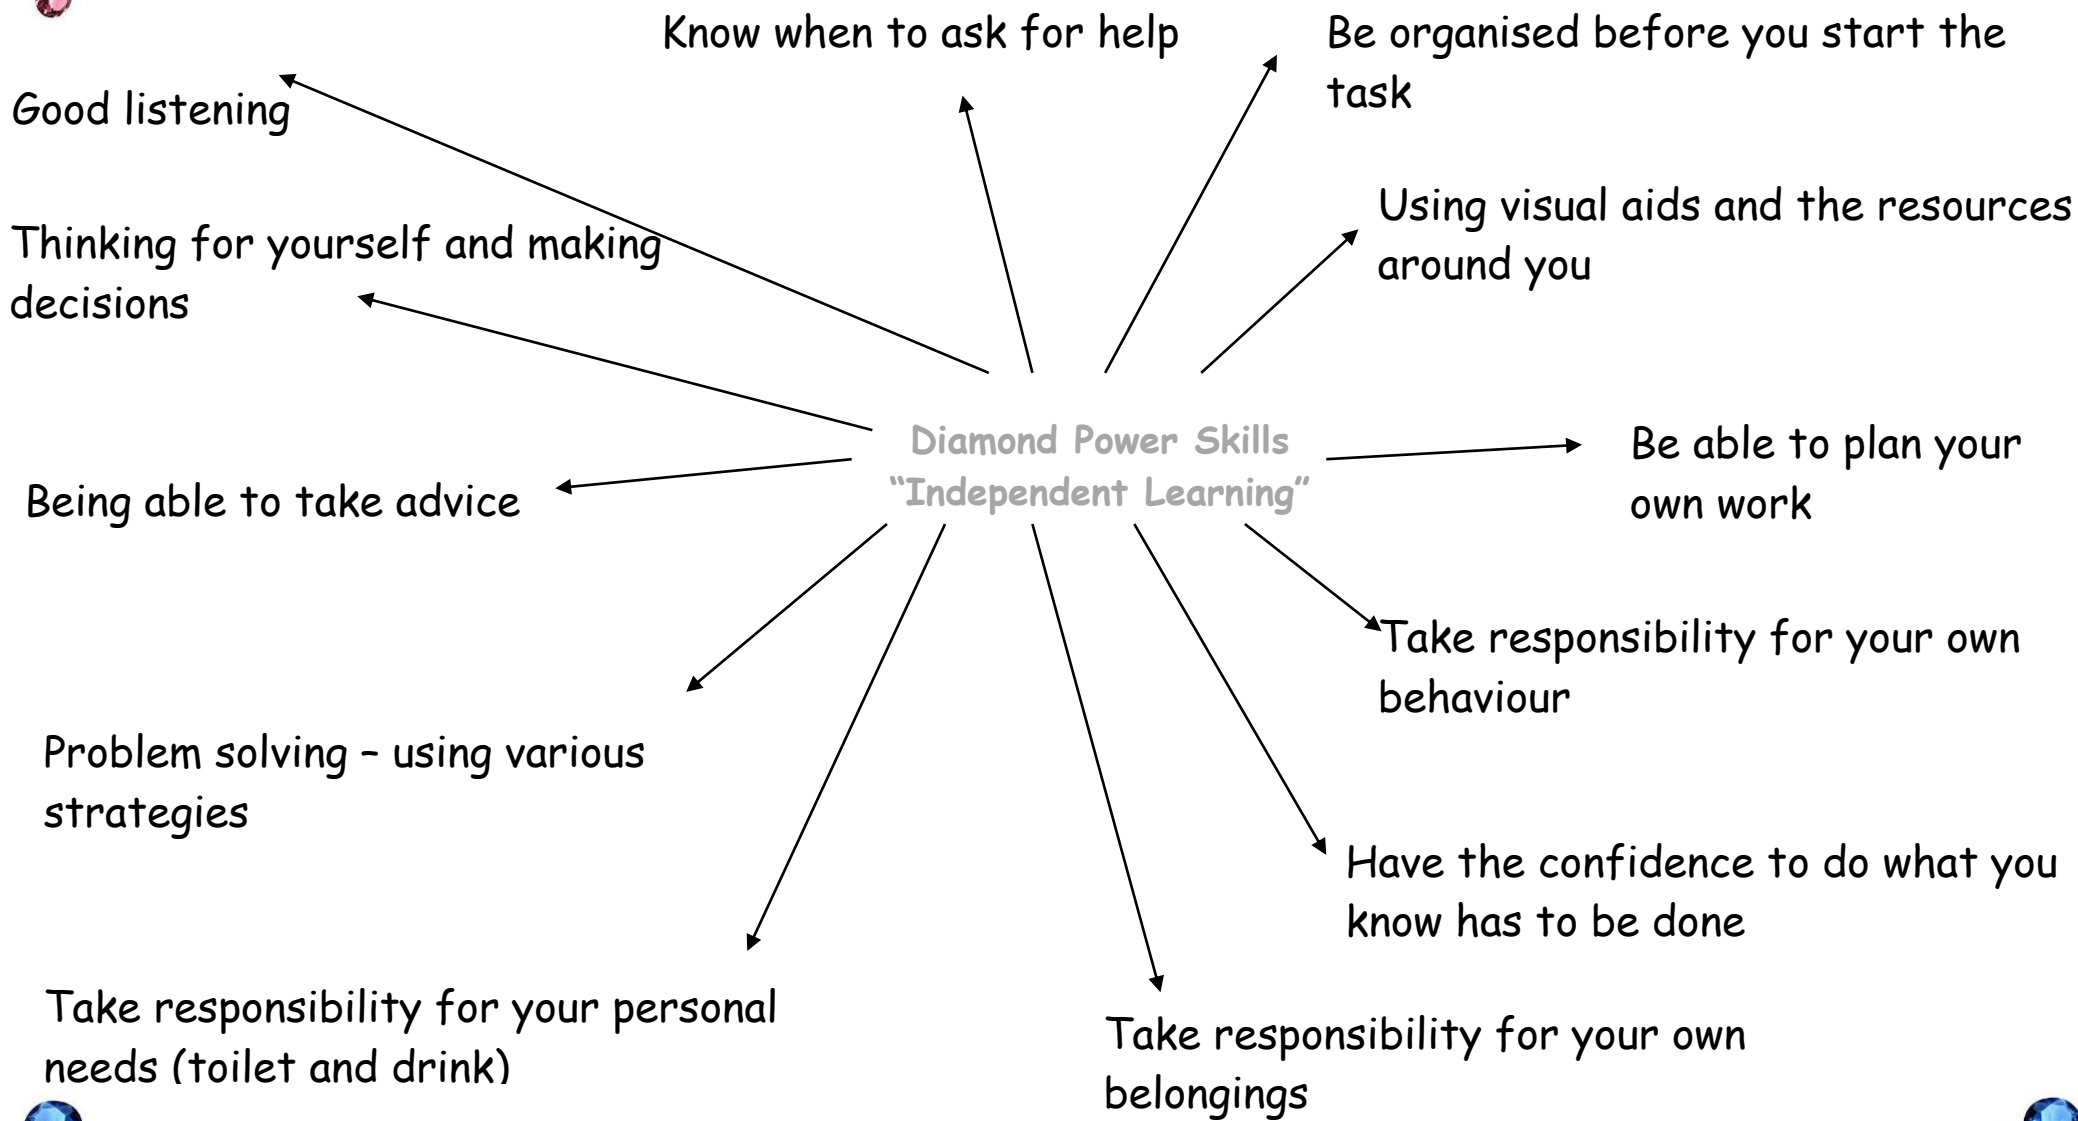 Know when to ask for help
Be organised before you start the
task
Good listening
Using visual aids and the resources
around you
Thinking for yourself and making
decisions
Diamond Power Skills
“Independent Learning”
Be able to plan your
own work
Being able to take advice
Take responsibility for your own
behaviour
Problem solving – using various
strategies
Have the confidence to do what you
know has to be done
Take responsibility for your personal
needs (toilet and drink)
Take responsibility for your own
belongings